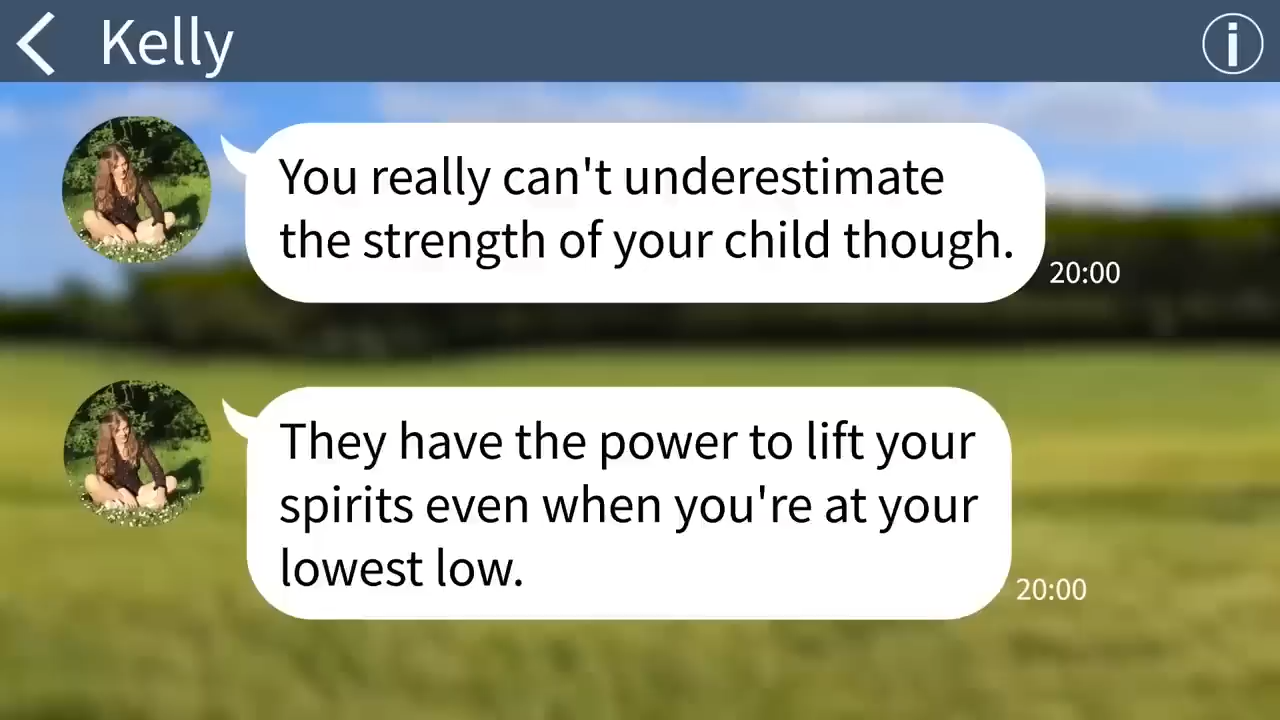 Kelly
You really can't underestimate
the strength of your child though.
20:00
They have the power to lift your
spirits even when you're at your
lowest low.
20:00